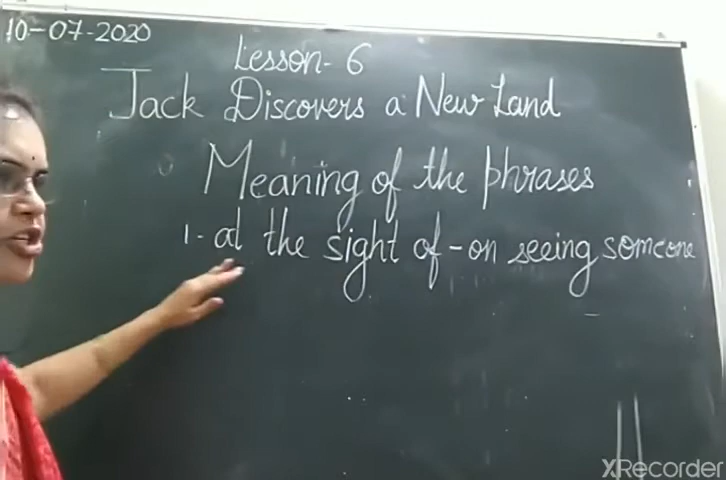 10-07-2020
Lesson-6
Jack Discovers a New Land
Meaning of the phrases
1- at the sight of - on seeing someone
XRecorder